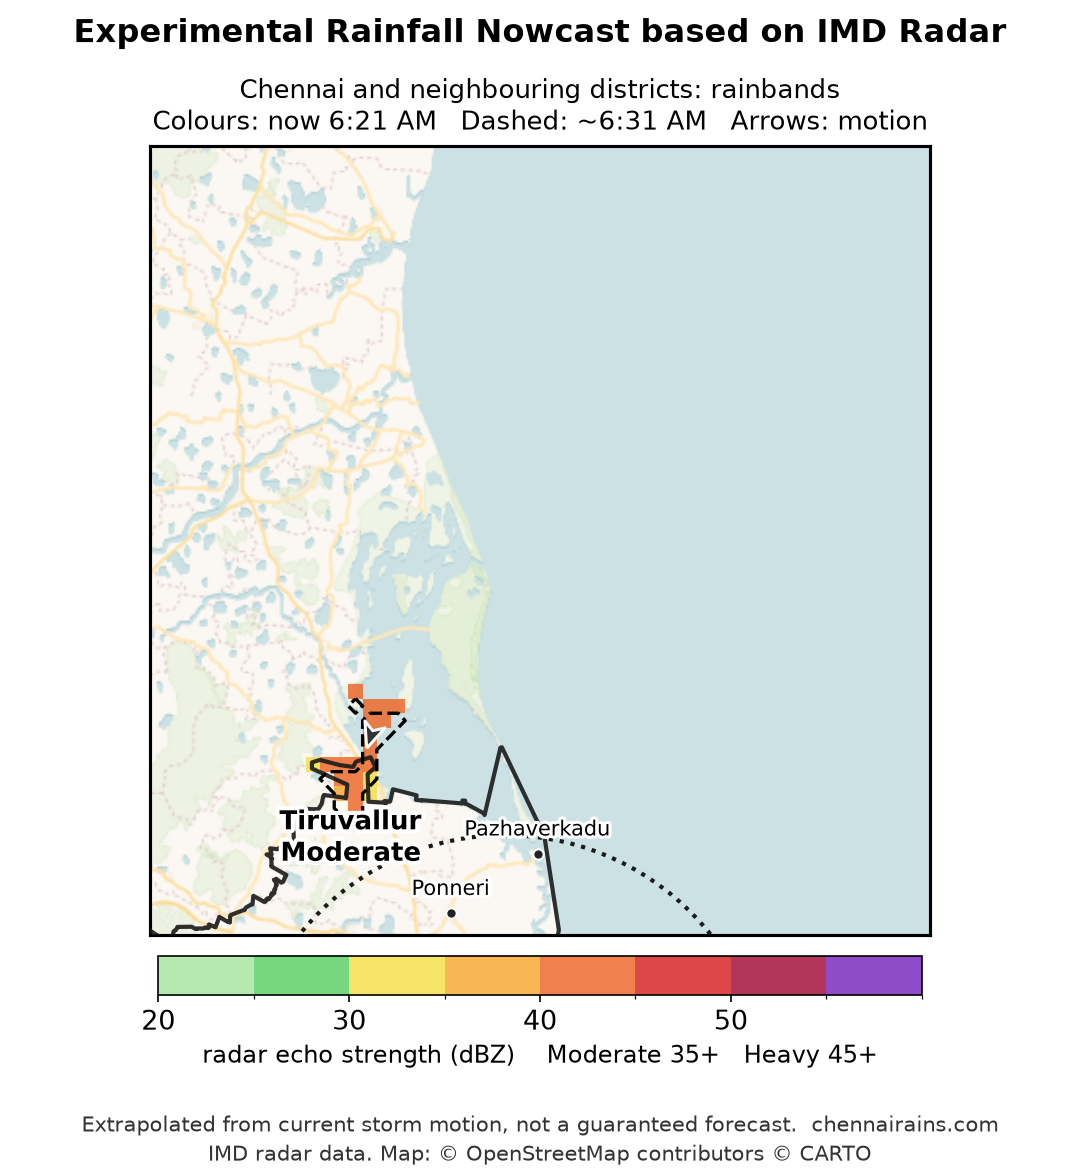 Experimental Rainfall Nowcast based on IMD Radar
Chennai and neighbouring districts: rainbands
Colours: now 6:21 AM   Dashed: ~6:31 AM   Arrows: motion
Tiruvallur
Moderate
Pazhaverkadu
Ponneri
20 30 40 50
radar echo strength (dBZ)    Moderate 35+   Heavy 45+
Extrapolated from current storm motion, not a guaranteed forecast.  chennairains.com
IMD radar data. Map: © OpenStreetMap contributors © CARTO